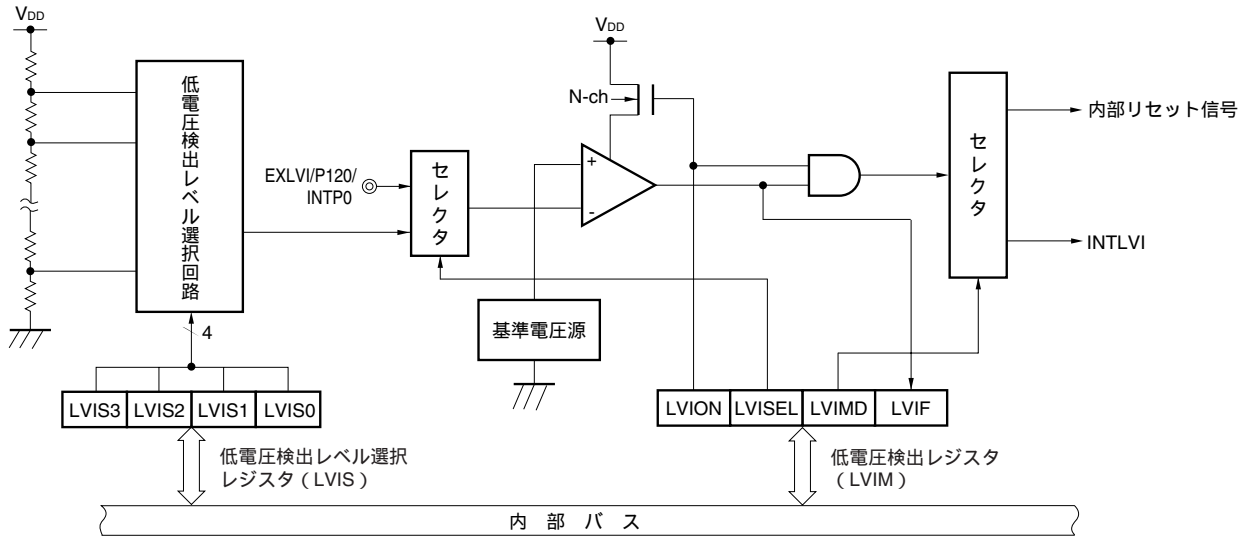 VDD
低電圧検出レベル選択回路
4
LVIS3 LVIS2 LVIS1 LVIS0
低電圧検出レベル選択
レジスタ（LVIS）
EXLVI/P120/
INTP0
セレクタ
VDD
N-ch
+
-
基準電圧源
セレクタ
内部リセット信号
INTLVI
LVION LVISEL LVIMD LVIF
低電圧検出レジスタ
（LVIM）
内 部 バ ス